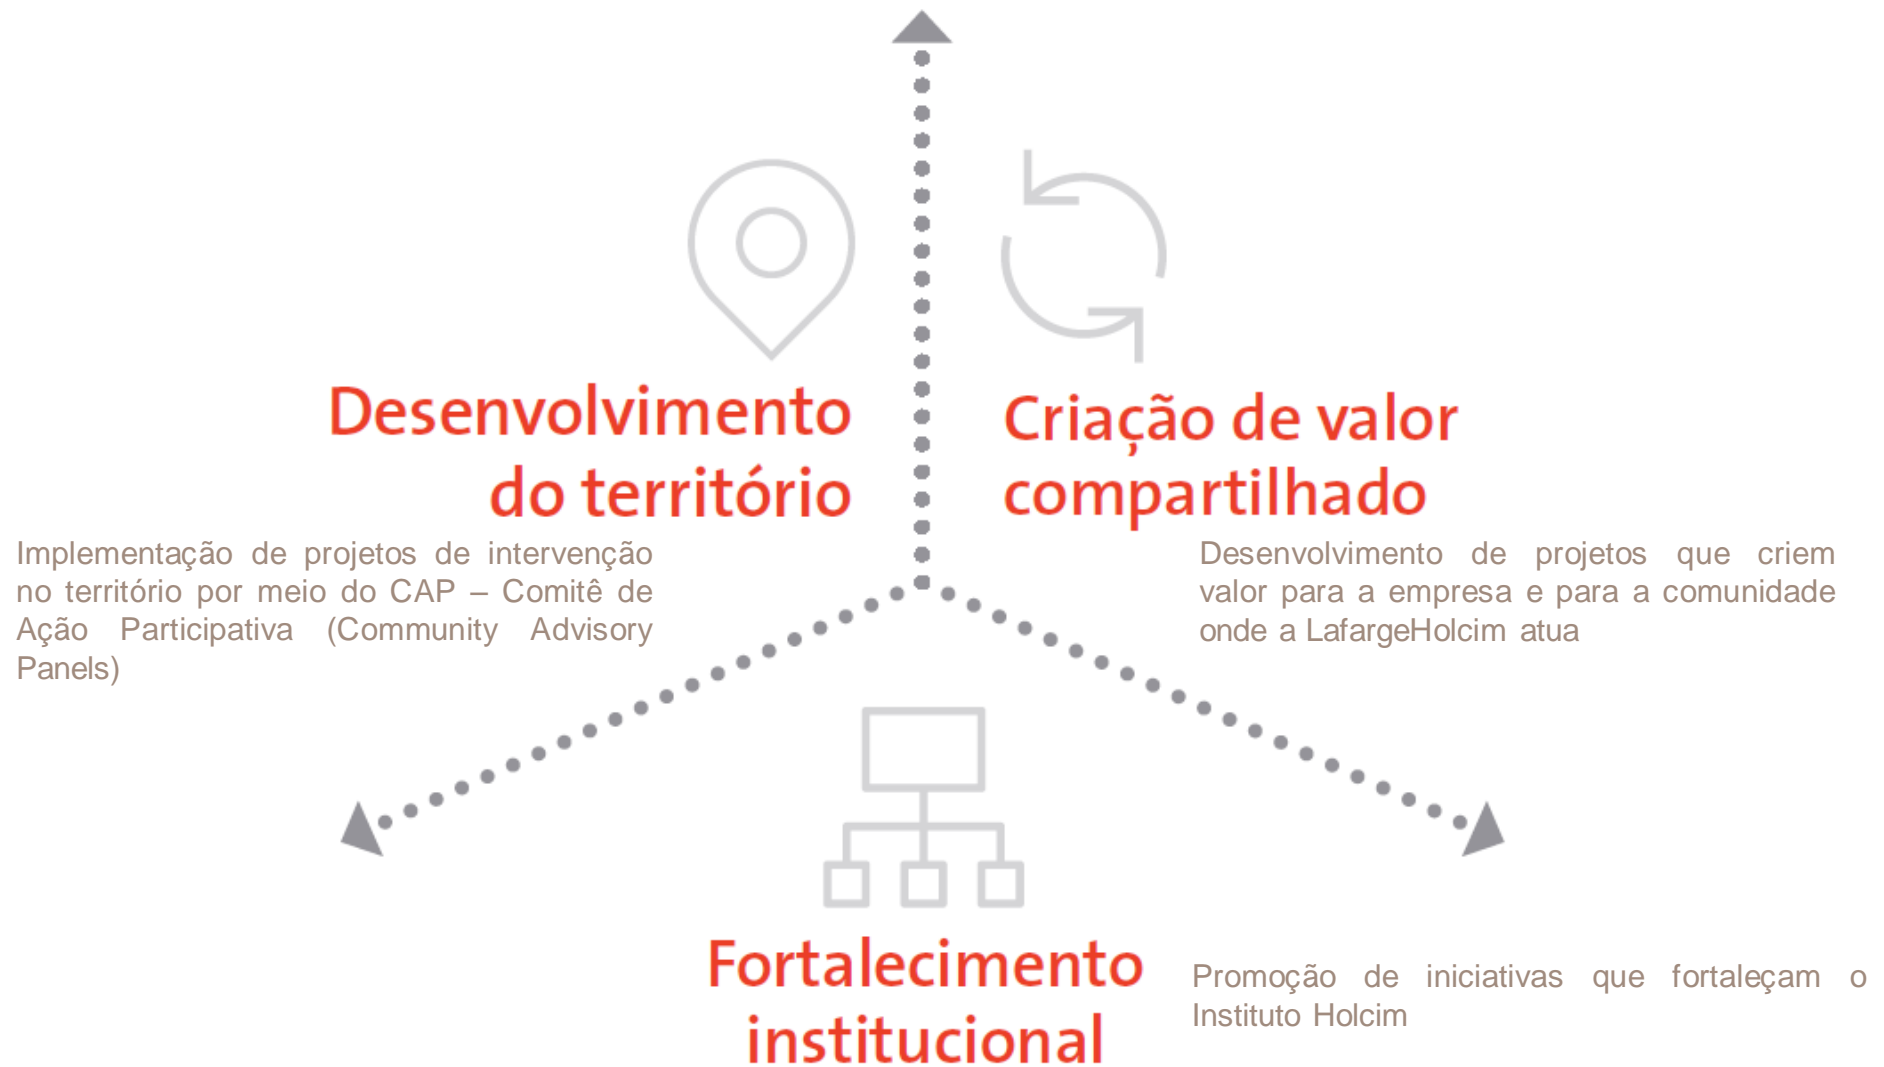 Desenvolvimento
do território
Implementação de projetos de intervenção
no território por meio do CAP – Comitê de
Ação Participativa (Community Advisory
Panels)
Criação de valor
compartilhado
Desenvolvimento de projetos que criem
valor para a empresa e para a comunidade
onde a LafargeHolcim atua
Fortalecimento
institucional
Promoção de iniciativas que fortaleçam o
Instituto Holcim